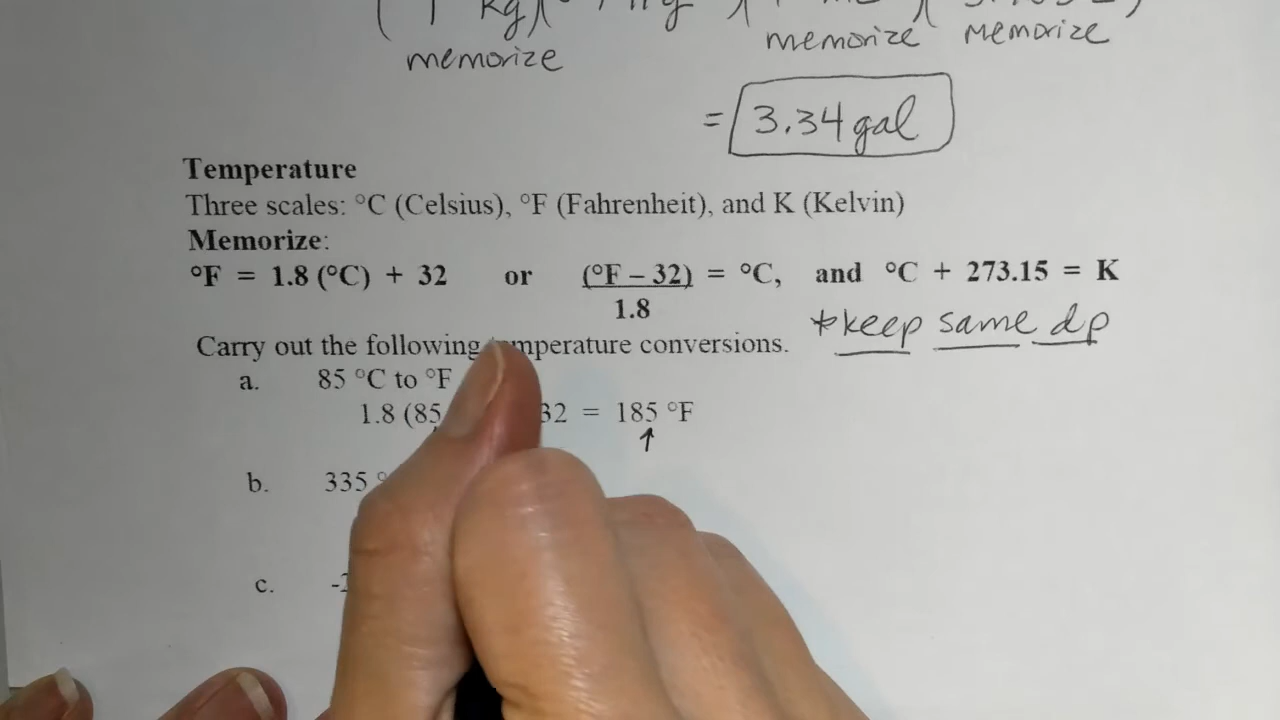 1 kg
memorize memorize memorize
= 3.34 gal
Temperature
Three scales: °C (Celsius), °F (Fahrenheit), and K (Kelvin)
Memorize:
°F = 1.8 (°C) + 32 or (°F – 32) = °C, and °C + 273.15 = K
1.8
*keep same dp
Carry out the following temperature conversions.
a. 85 °C to °F
1.8 (85 32 = 185 °F
↑
b. 335 °
c. -